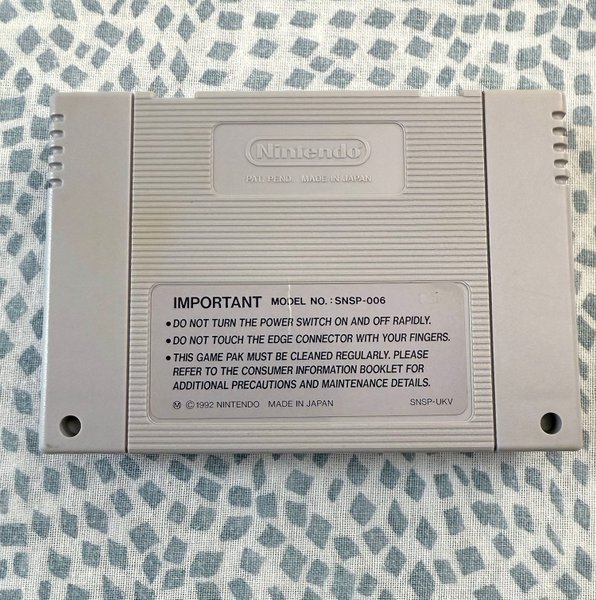 Nintendo
PAT. PEND. MADE IN JAPAN
IMPORTANT MODEL NO.: SNSP-006
• DO NOT TURN THE POWER SWITCH ON AND OFF RAPIDLY.
• DO NOT TOUCH THE EDGE CONNECTOR WITH YOUR FINGERS.
• THIS GAME PAK MUST BE CLEANED REGULARLY. PLEASE
REFER TO THE CONSUMER INFORMATION BOOKLET FOR
ADDITIONAL PRECAUTIONS AND MAINTENANCE DETAILS.
Ⓜ © 1992 NINTENDO MADE IN JAPAN SNSP-UKV